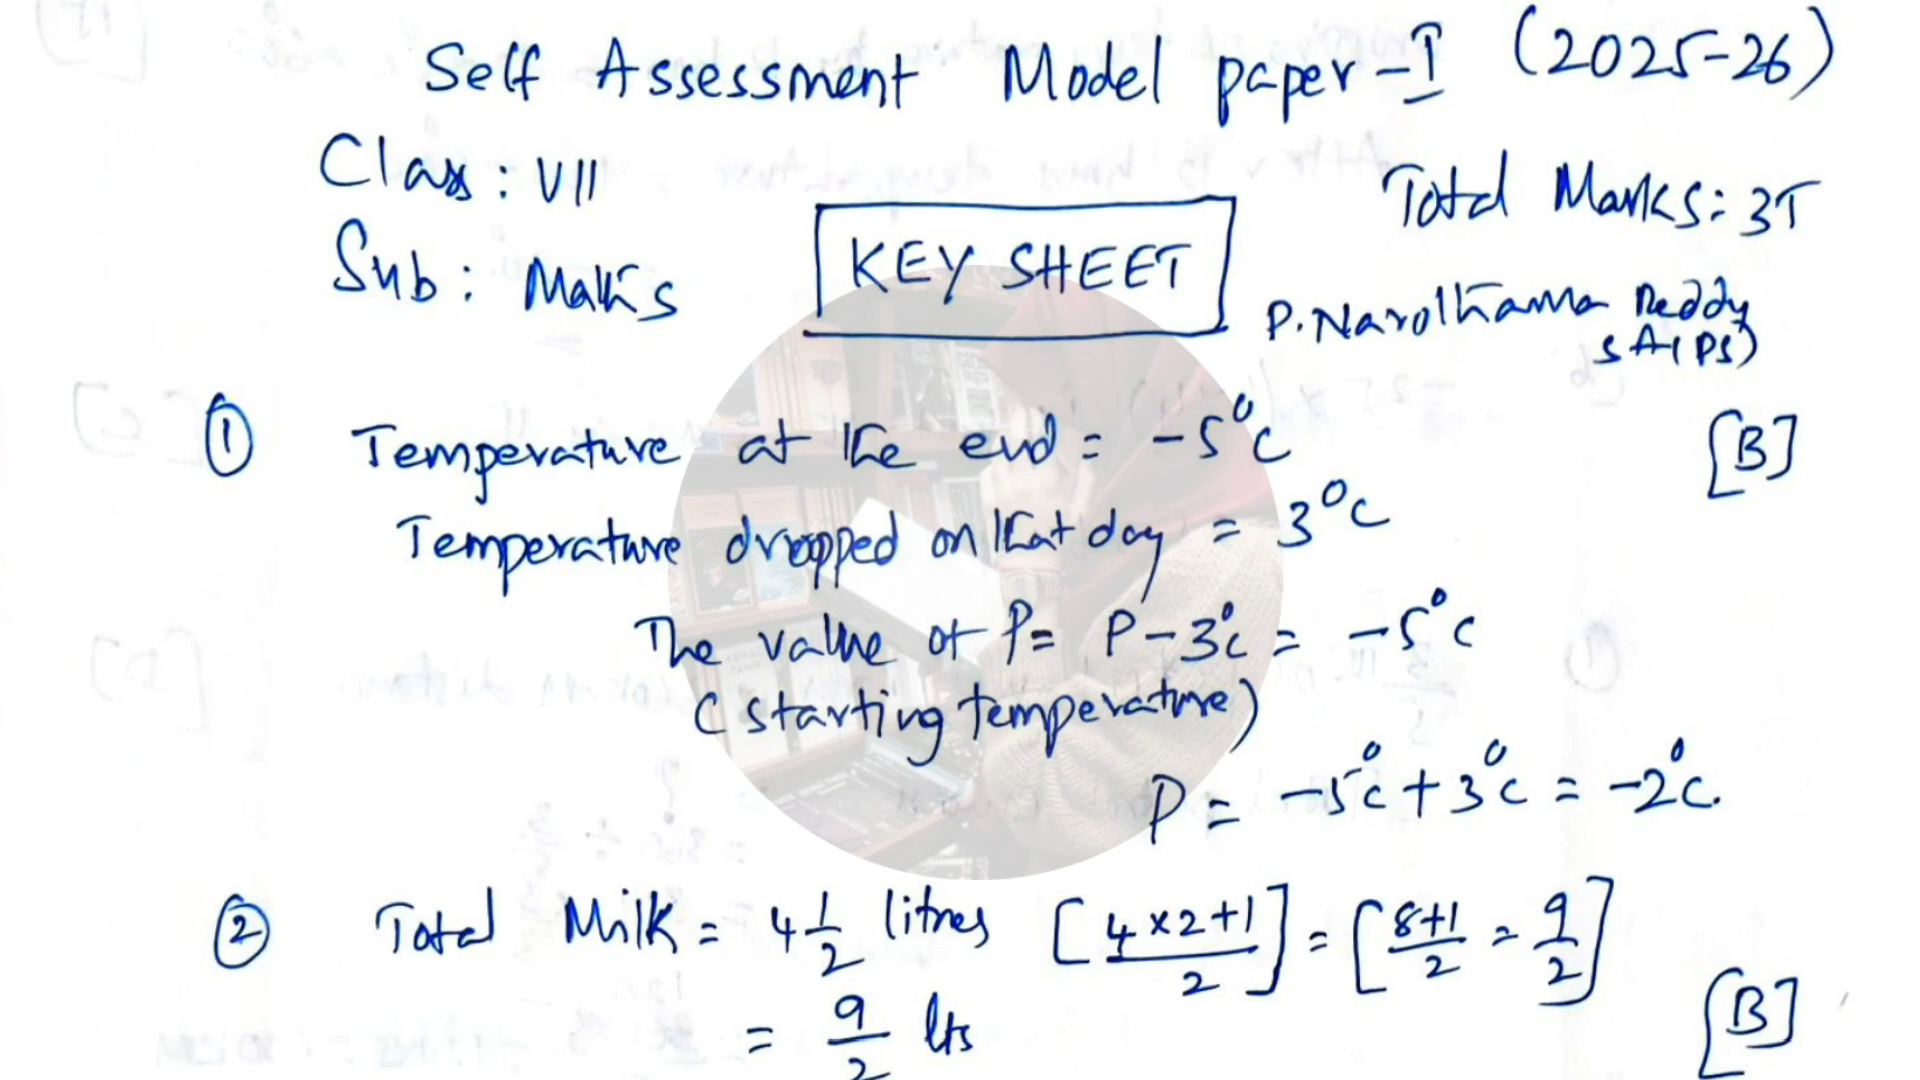 Self Assessment Model paper-I (2025-26)
Class: VII
Total Marks: 35
Sub: Maths
KEY SHEET
P. Narothama Reddy
SA(PS)
① Temperature at the end = -5°C [B]
Temperature dropped on that day = 3°C
The value of P = P-3°C = -5°C
(starting temperature)
P = -5°C+3°C = -2°C.
② Total Milk = 4 1/2 litres [4×2+1/2] = [8+1/2 = 9/2]
= 9/2 lts [B]